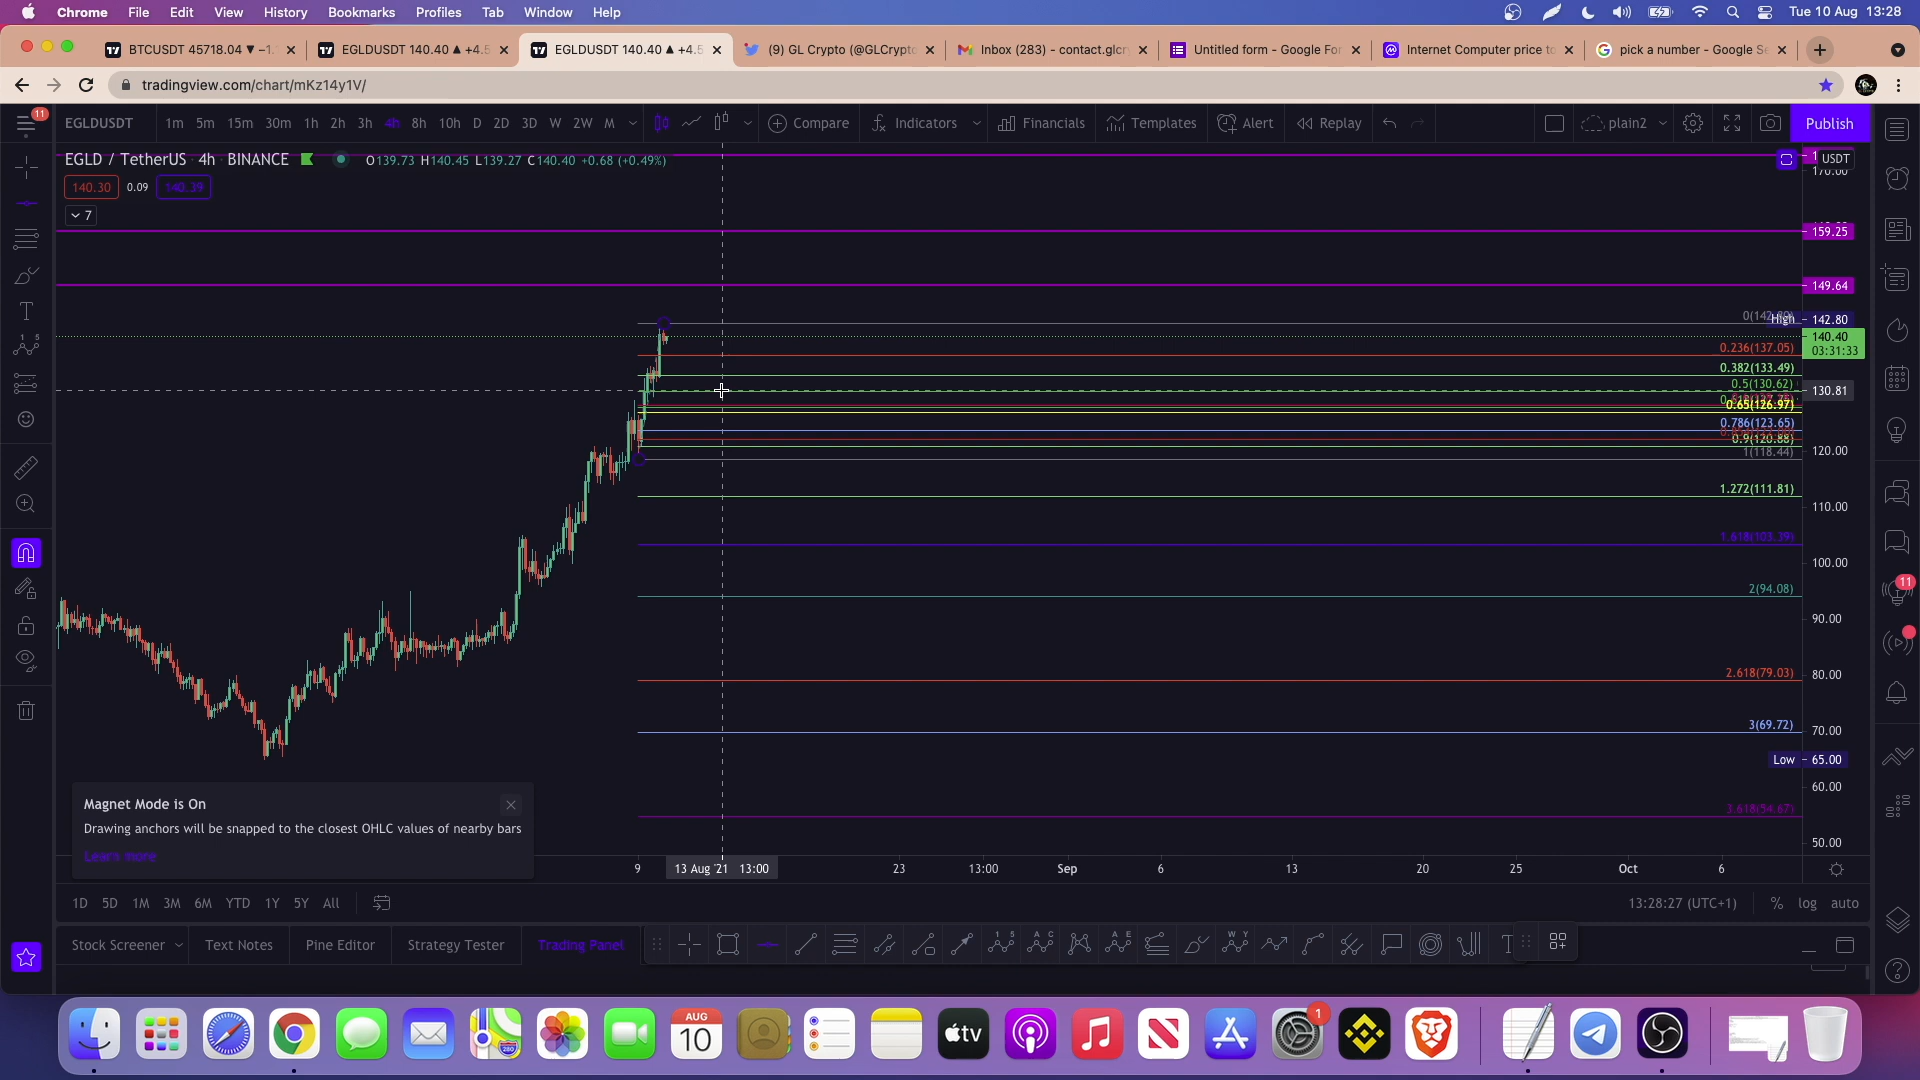 Chrome File Edit View History Bookmarks Profiles Tab Window Help Tue 10 Aug 13:28
BTCUSDT 45718.04 ▼ −1. EGLDUSDT 140.40 ▲ +4.5 EGLDUSDT 140.40 ▲ +4.5 (9) GL Crypto (@GLCrypto Inbox (283) - contact.glcry Untitled form - Google For Internet Computer price to pick a number - Google Se
tradingview.com/chart/mKz14y1V/
11 EGLDUSDT 1m 5m 15m 30m 1h 2h 3h 4h 8h 10h D 2D 3D W 2W M Compare Indicators Financials Templates Alert Replay plain2 Publish
EGLD / TetherUS · 4h · BINANCE O139.73 H140.45 L139.27 C140.40 +0.68 (+0.49%) USDT
170.00
140.30 0.09 140.39
7
159.25
149.64
High 142.80
140.40
03:31:33
0.236(137.05)
0.382(133.49)
0.5(130.62)
130.81
0.65(126.97)
0.786(123.65)
0.9(120.88)
1(118.44)
120.00
1.272(111.81)
110.00
1.618(103.39)
100.00
2(94.08)
90.00
2.618(79.03)
80.00
3(69.72)
70.00
Low 65.00
60.00
3.618(54.67)
50.00
11
Magnet Mode is On
Drawing anchors will be snapped to the closest OHLC values of nearby bars
Learn more
9 13 Aug '21 13:00 23 13:00 Sep 6 13 20 25 Oct 6
1D 5D 1M 3M 6M YTD 1Y 5Y All 13:28:27 (UTC+1) % log auto
Stock Screener Text Notes Pine Editor Strategy Tester Trading Panel
AUG
10
tv
1